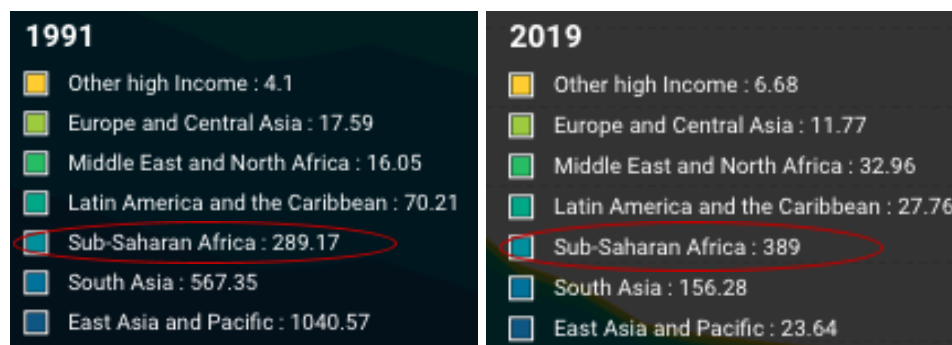 1991
Other high Income : 4.1
Europe and Central Asia : 17.59
Middle East and North Africa : 16.05
Latin America and the Caribbean : 70.21
Sub-Saharan Africa : 289.17
South Asia : 567.35
East Asia and Pacific : 1040.57
2019
Other high Income : 6.68
Europe and Central Asia : 11.77
Middle East and North Africa : 32.96
Latin America and the Caribbean : 27.76
Sub-Saharan Africa : 389
South Asia : 156.28
East Asia and Pacific : 23.64